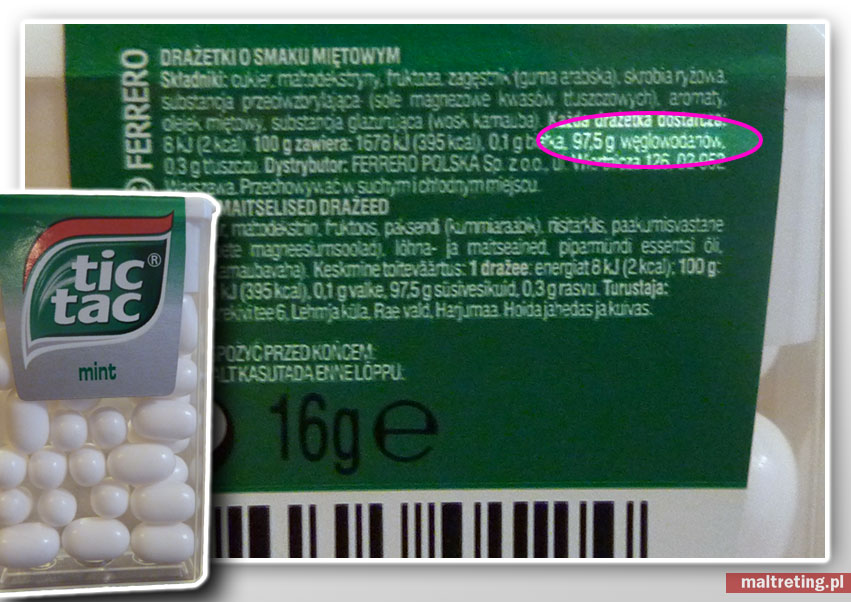 FERRERO
DRAŻETKI O SMAKU MIĘTOWYM
Składniki: cukier, maltodekstryny, fruktoza, zagęstnik (guma arabska), skrobia ryżowa,
substancja przeciwzbrylająca (sole magnezowe kwasów tłuszczowych), aromaty,
olejek miętowy, substancja glazurująca (wosk karnauba). Każda drażetka dostarcza:
8 kJ (2 kcal). 100 g zawiera: 1678 kJ (395 kcal), 0,1 g białka, 97,5 g węglowodanów,
0,3 g tłuszczu. Dystrybutor: FERRERO POLSKA Sp. z o.o., ul. Wiertnicza 126, 02-952
Warszawa. Przechowywać w suchym i chłodnym miejscu.
MAITSELISED DRAŽEED
maltodekstriin, fruktoos, paksendi (kummiaraabik), riisitärklis, paakumisvastane
magneesiumsoolad), lõhna- ja maitseained, piparmündi essentsi õli,
Keskmine toiteväärtus: 1 dražee: energiat 8 kJ (2 kcal); 100 g:
kJ (395 kcal), 0,1 g valke, 97,5 g süsivesikuid, 0,3 g rasvu. Turustaja:
tee 6, Lehmja küla, Rae vald, Harjumaa. Hoida jahedas ja kuivas.
PRZED KOŃCEM:
KASUTADA ENNE LÕPPU:
16g e
tic®
tac
mint
maltreting.pl